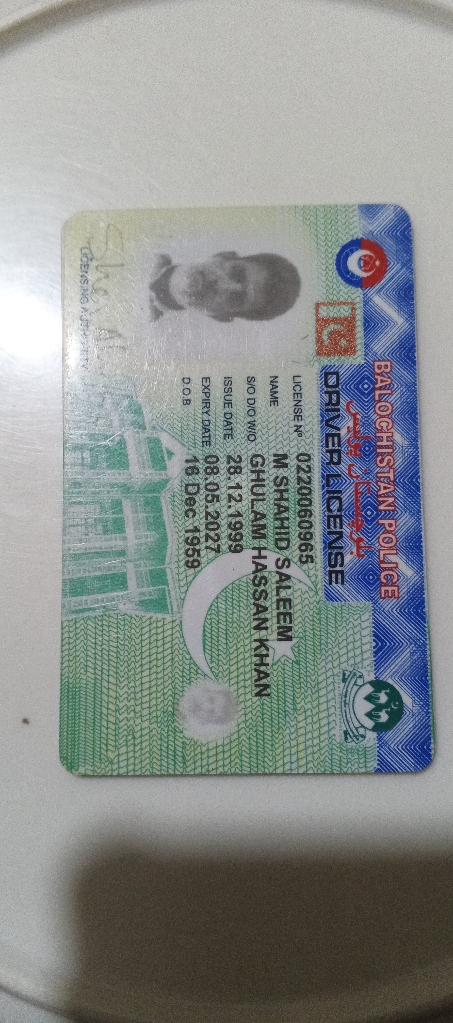 BALOCHISTAN POLICE
بلوچستان پولیس
DRIVER LICENSE
LICENSE Nº 0220060965
NAME M SHAHID SALEEM
S/O D/O W/O GHULAM HASSAN KHAN
ISSUE DATE 28.12.1999
EXPIRY DATE 08.05.2027
D.O.B 16 Dec 1959
LICENSING AUTHORITY